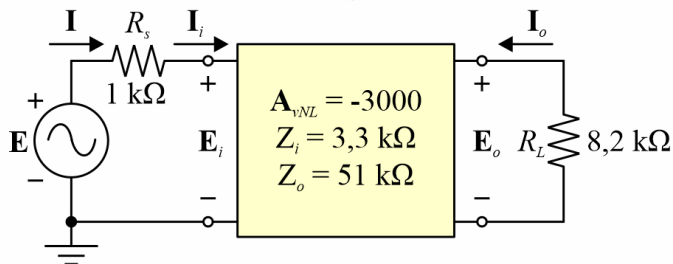 I
R_s
I_i
I_o
1 kΩ
+
+
+
A_vNL = -3000
E
E_i
Z_i = 3,3 kΩ
E_o
R_L
8,2 kΩ
Z_o = 51 kΩ
−
−
−